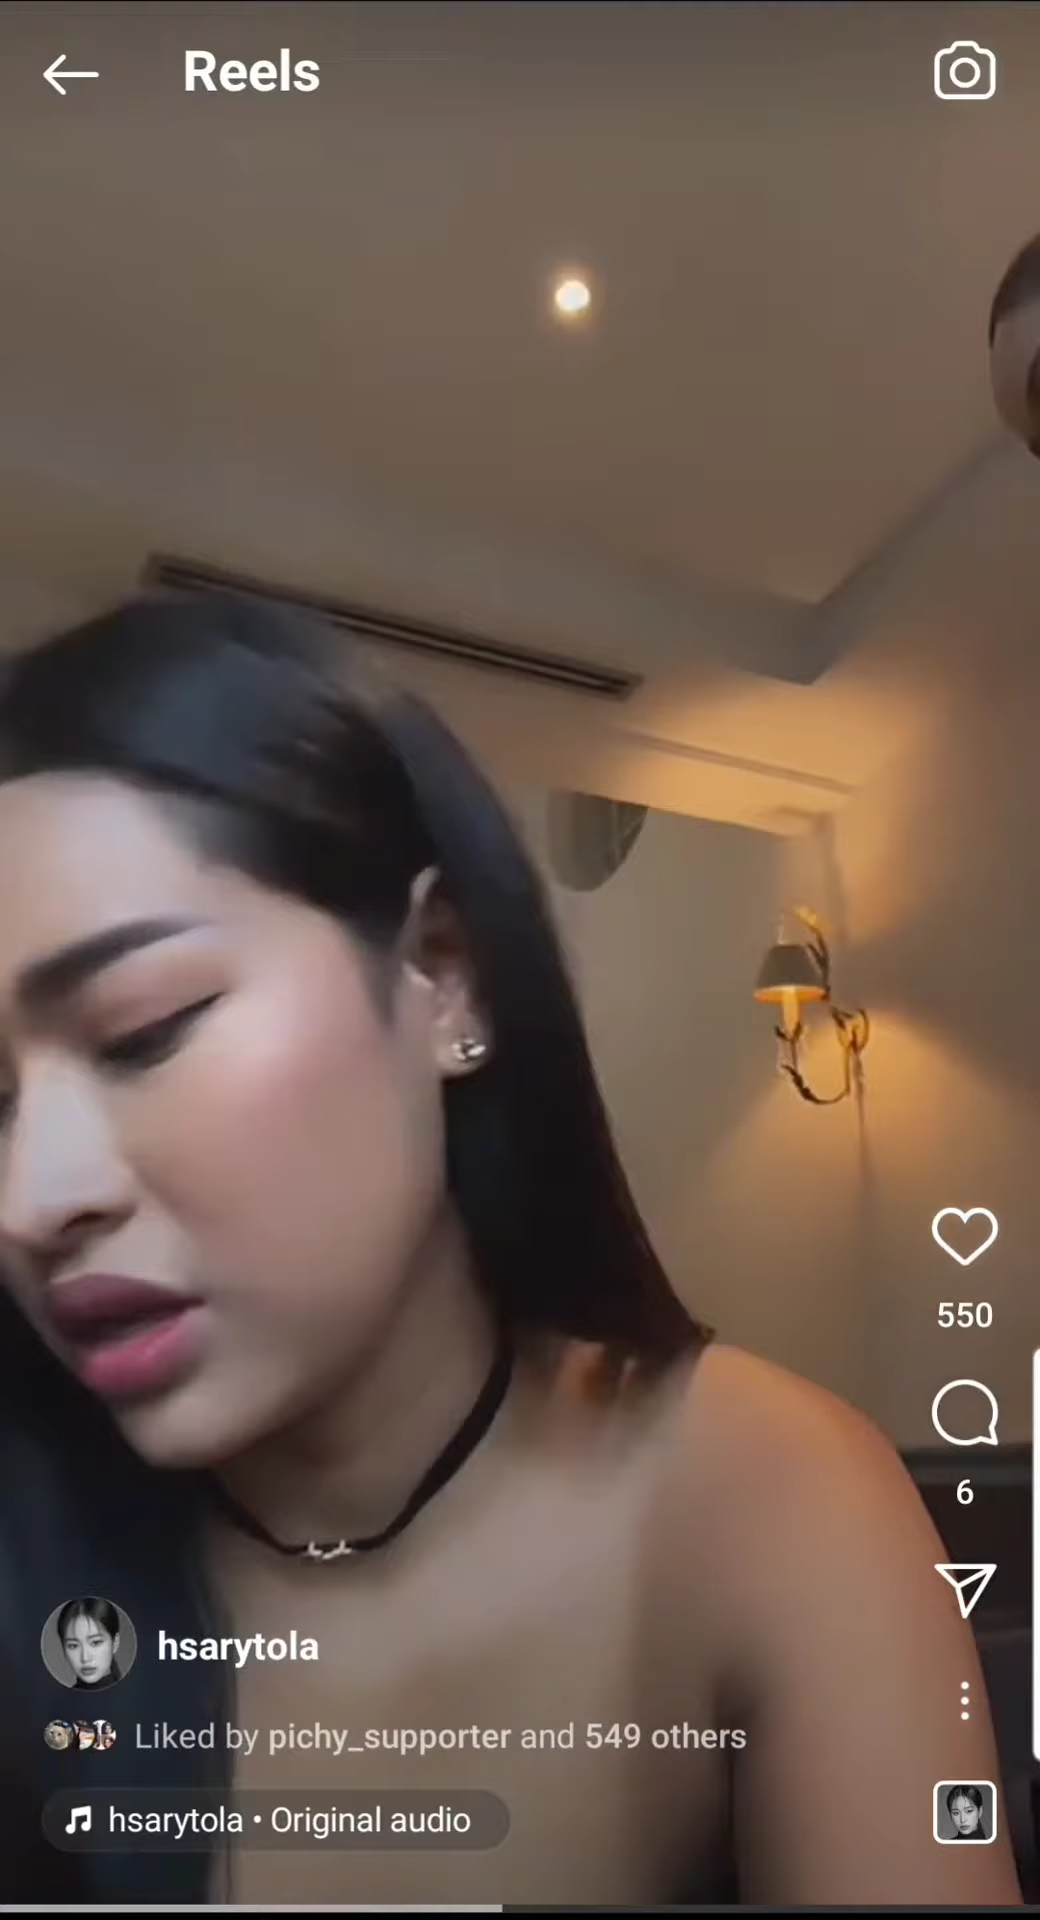 Reels
550
6
hsarytola
Liked by pichy_supporter and 549 others
hsarytola • Original audio